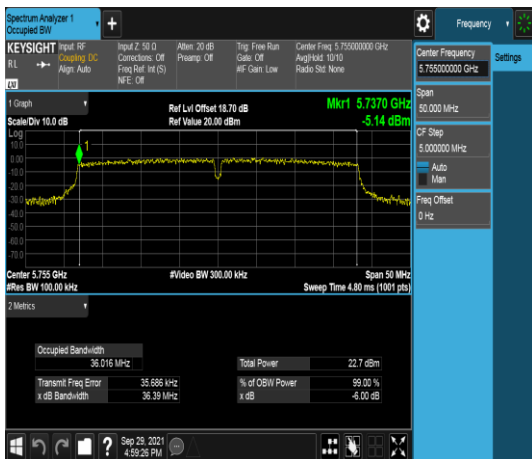 Spectrum Analyzer 1
Occupied BW
+
Frequency
KEYSIGHT
RL
LXI
Input: RF
Coupling: DC
Align: Auto
Input Z: 50 Ω
Corrections: Off
Freq Ref: Int (S)
NFE: Off
Atten: 20 dB
Preamp: Off
Trig: Free Run
Gate: Off
#IF Gain: Low
Center Freq: 5.755000000 GHz
Avg|Hold: 10/10
Radio Std: None
Center Frequency
5.755000000 GHz
Settings
Span
50.000 MHz
CF Step
5.000000 MHz
Auto
Man
Freq Offset
0 Hz
1 Graph
Scale/Div 10.0 dB
Ref Lvl Offset 18.70 dB
Ref Value 20.00 dBm
Mkr1 5.7370 GHz
-5.14 dBm
Log
10.0
0.00
-10.0
-20.0
-30.0
-40.0
-50.0
-60.0
-70.0
1
Center 5.755 GHz
#Res BW 100.00 kHz
#Video BW 300.00 kHz
Span 50 MHz
Sweep Time 4.80 ms (1001 pts)
2 Metrics
Occupied Bandwidth
36.016 MHz
Total Power 22.7 dBm
Transmit Freq Error 35.686 kHz
% of OBW Power 99.00 %
x dB Bandwidth 36.39 MHz
x dB -6.00 dB
?
Sep 29, 2021
4:59:26 PM